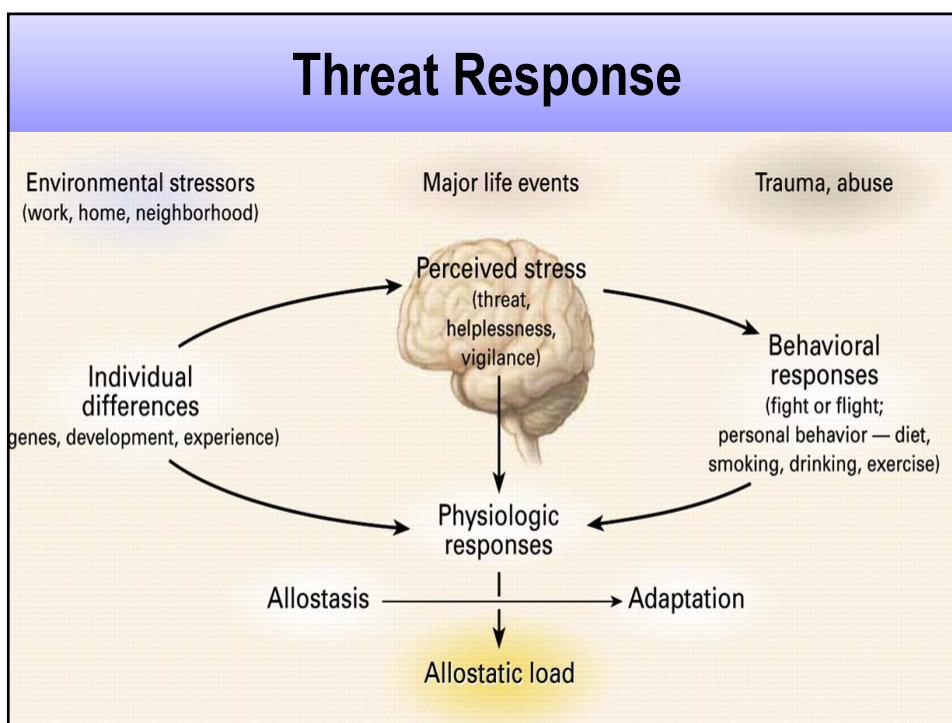 Threat Response
Environmental stressors
(work, home, neighborhood)
Major life events
Trauma, abuse
Perceived stress
(threat,
helplessness,
vigilance)
Individual
differences
genes, development, experience)
Behavioral
responses
(fight or flight;
personal behavior — diet,
smoking, drinking, exercise)
Physiologic
responses
Allostasis
Adaptation
Allostatic load